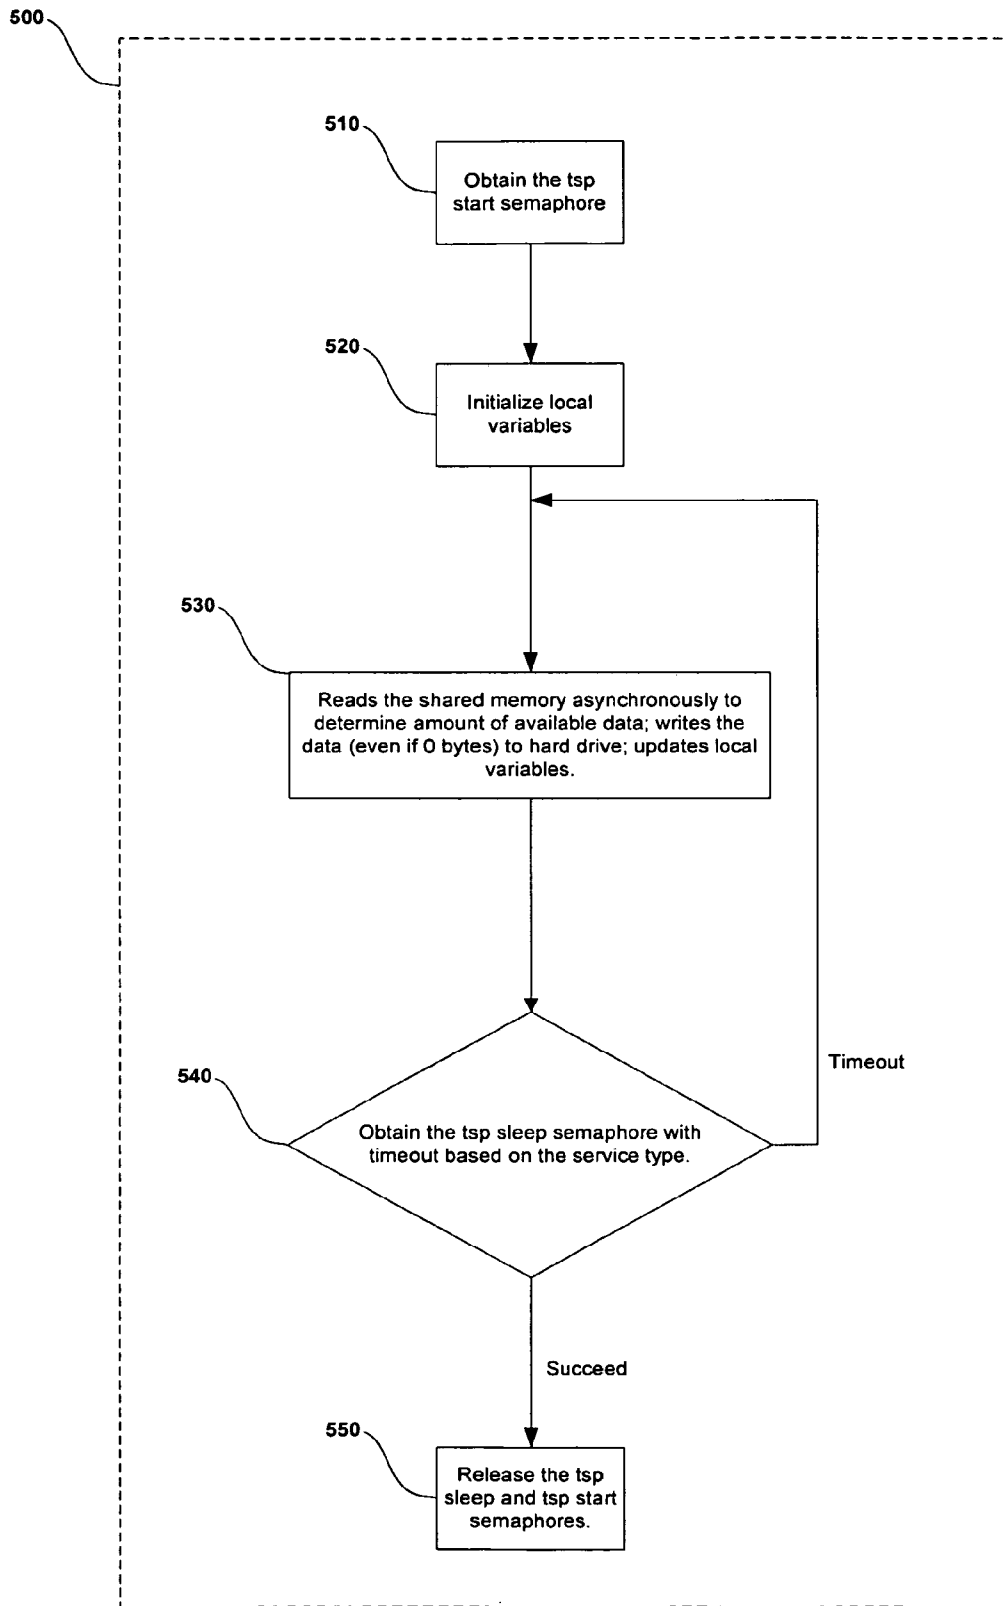 500
510
Obtain the tsp
start semaphore
520
Initialize local
variables
530
Reads the shared memory asynchronously to
determine amount of available data; writes the
data (even if 0 bytes) to hard drive; updates local
variables.
Timeout
540
Obtain the tsp sleep semaphore with
timeout based on the service type.
Succeed
550
Release the tsp
sleep and tsp start
semaphores.